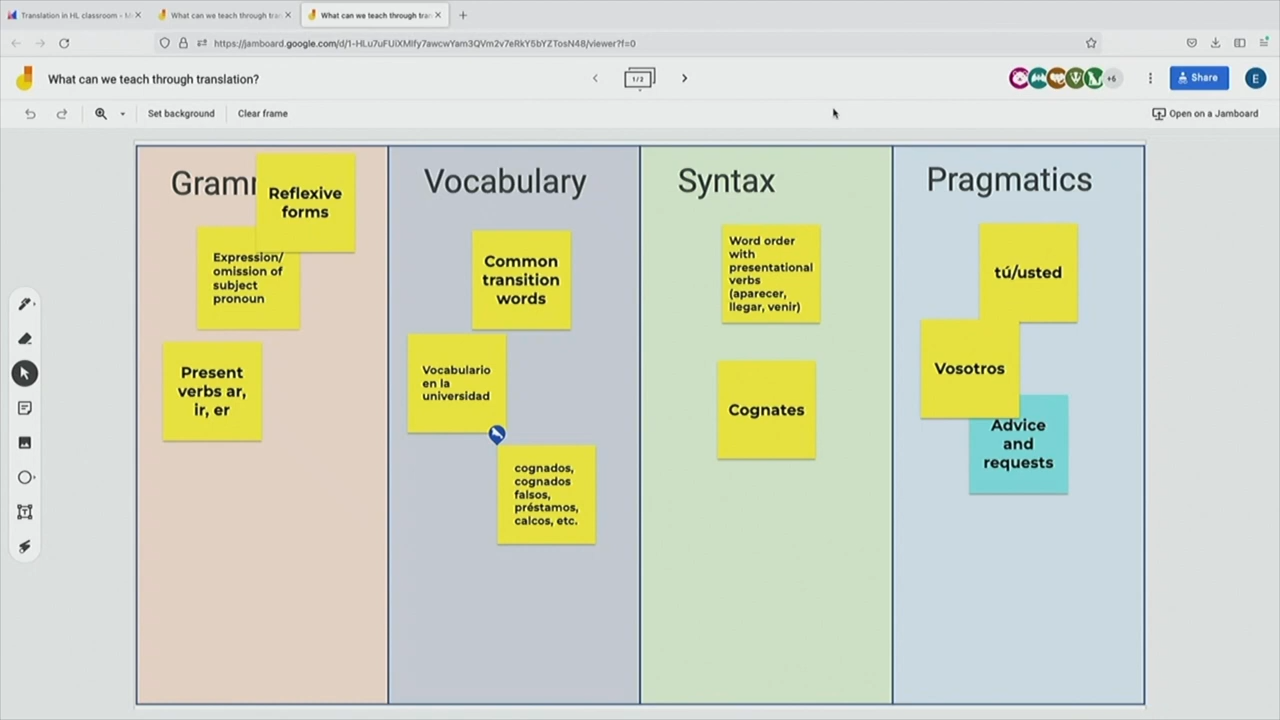 Translation in HL classroom – M
What can we teach through tran
What can we teach through tran
https://jamboard.google.com/d/1-HLu7uFUiXMlfy7awcwYam3QVm2v7eRkY5bYZTosN48/viewer?f=0
What can we teach through translation?
1/2
+6
Share
E
Set background
Clear frame
Open on a Jamboard
Gramm
Reflexive
forms
Expression/
omission of
subject
pronoun
Present
verbs ar,
ir, er
Vocabulary
Common
transition
words
Vocabulario
en la
universidad
cognados,
cognados
falsos,
préstamos,
calcos, etc.
Syntax
Word order
with
presentational
verbs
(aparecer,
llegar, venir)
Cognates
Pragmatics
tú/usted
Vosotros
Advice
and
requests